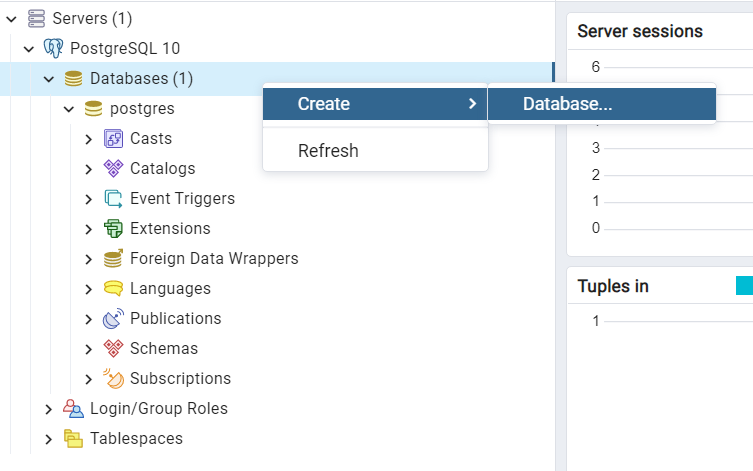 Servers (1)
PostgreSQL 10
Databases (1)
postgres
Casts
Catalogs
Event Triggers
Extensions
Foreign Data Wrappers
Languages
Publications
Schemas
Subscriptions
Login/Group Roles
Tablespaces
Create
Database...
Refresh
Server sessions
6
3
2
1
0
Tuples in
1